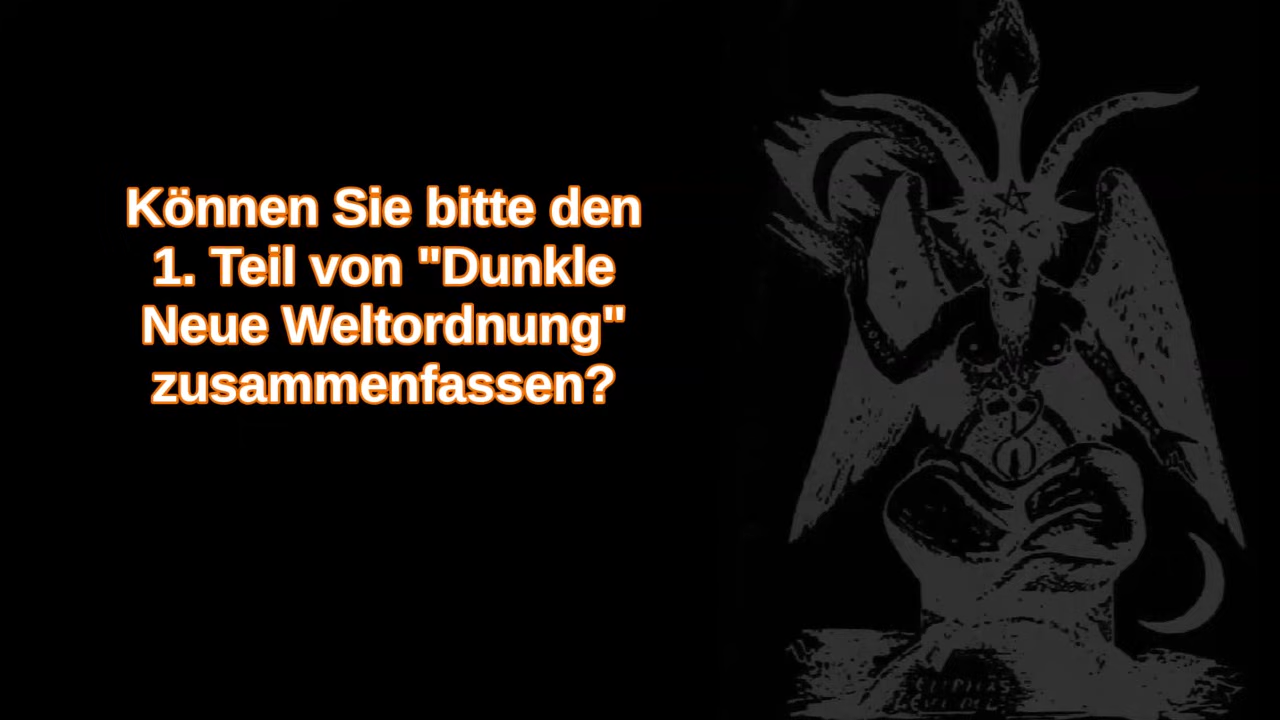 Können Sie bitte den
1. Teil von "Dunkle
Neue Weltordnung"
zusammenfassen?